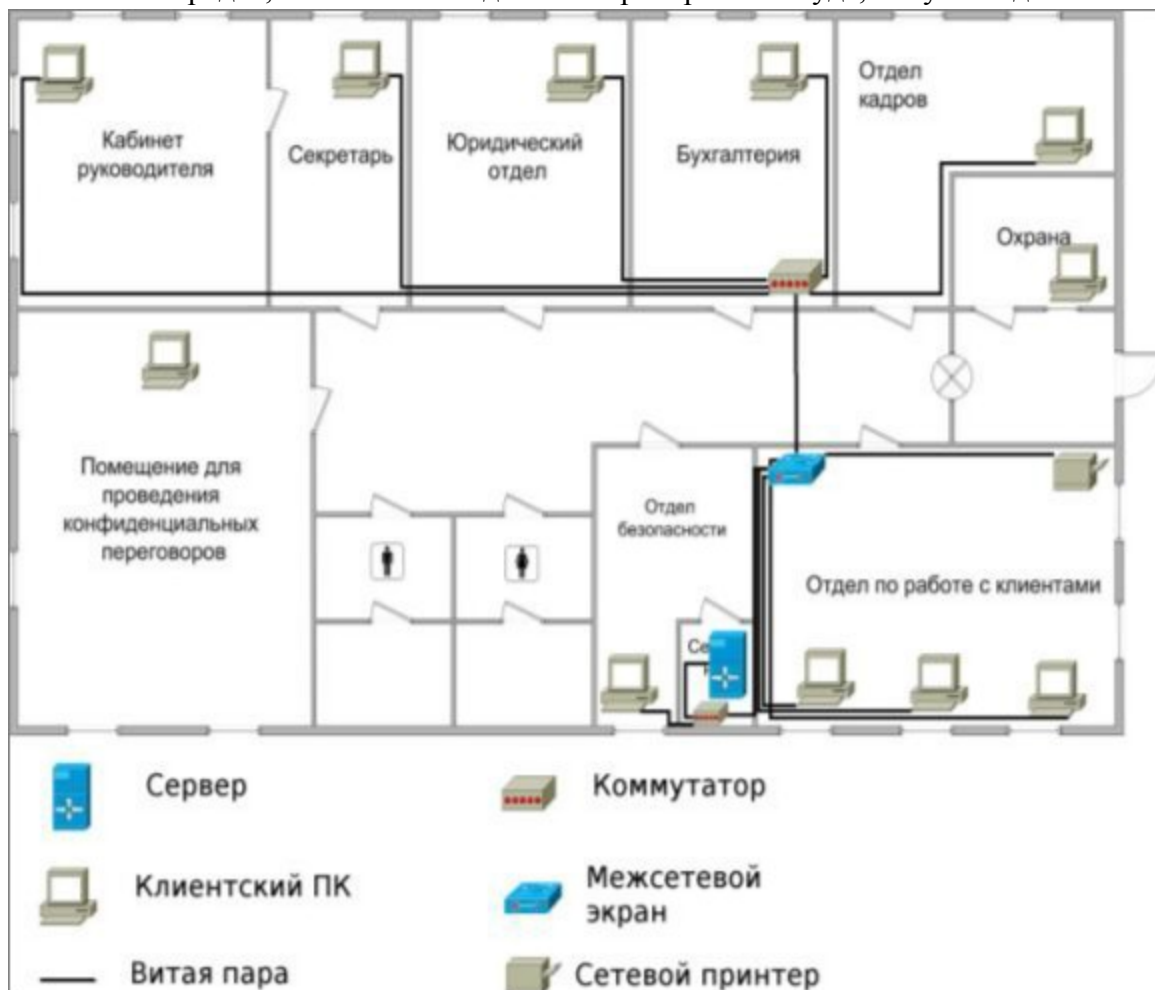 Кабинет
руководителя
Секретарь
Юридический
отдел
Бухгалтерия
Отдел
кадров
Охрана
Помещение для
проведения
конфиденциальных
переговоров
Отдел
безопасности
Отдел по работе с клиентами
Сервер
Коммутатор
Клиентский ПК
Межсетевой
экран
Витая пара
Сетевой принтер